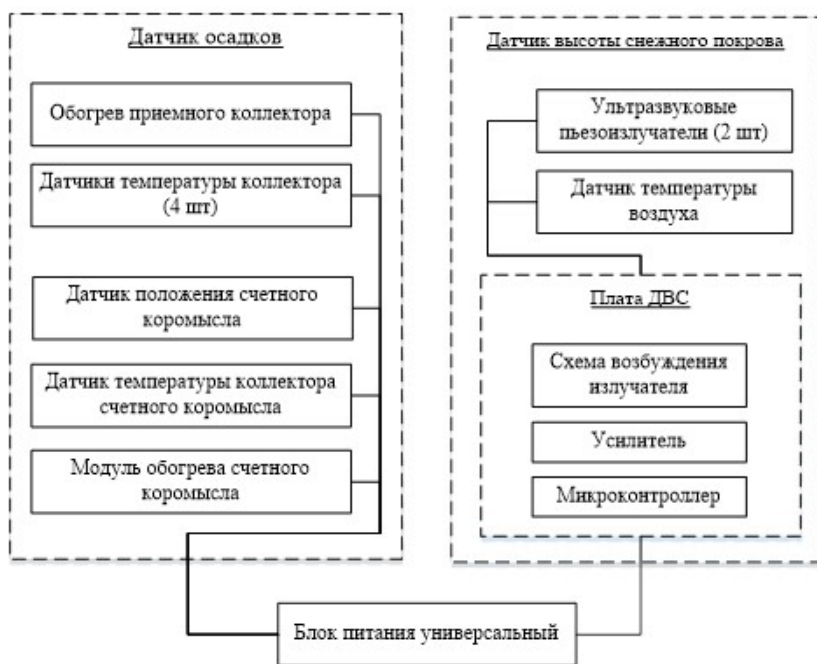 Датчик осадков
Обогрев приемного коллектора
Датчики температуры коллектора
(4 шт)
Датчик положения счетного
коромысла
Датчик температуры коллектора
счетного коромысла
Модуль обогрева счетного
коромысла
Датчик высоты снежного покрова
Ультразвуковые
пьезоизлучатели (2 шт)
Датчик температуры
воздуха
Плата ДВС
Схема возбуждения
излучателя
Усилитель
Микроконтроллер
Блок питания универсальный